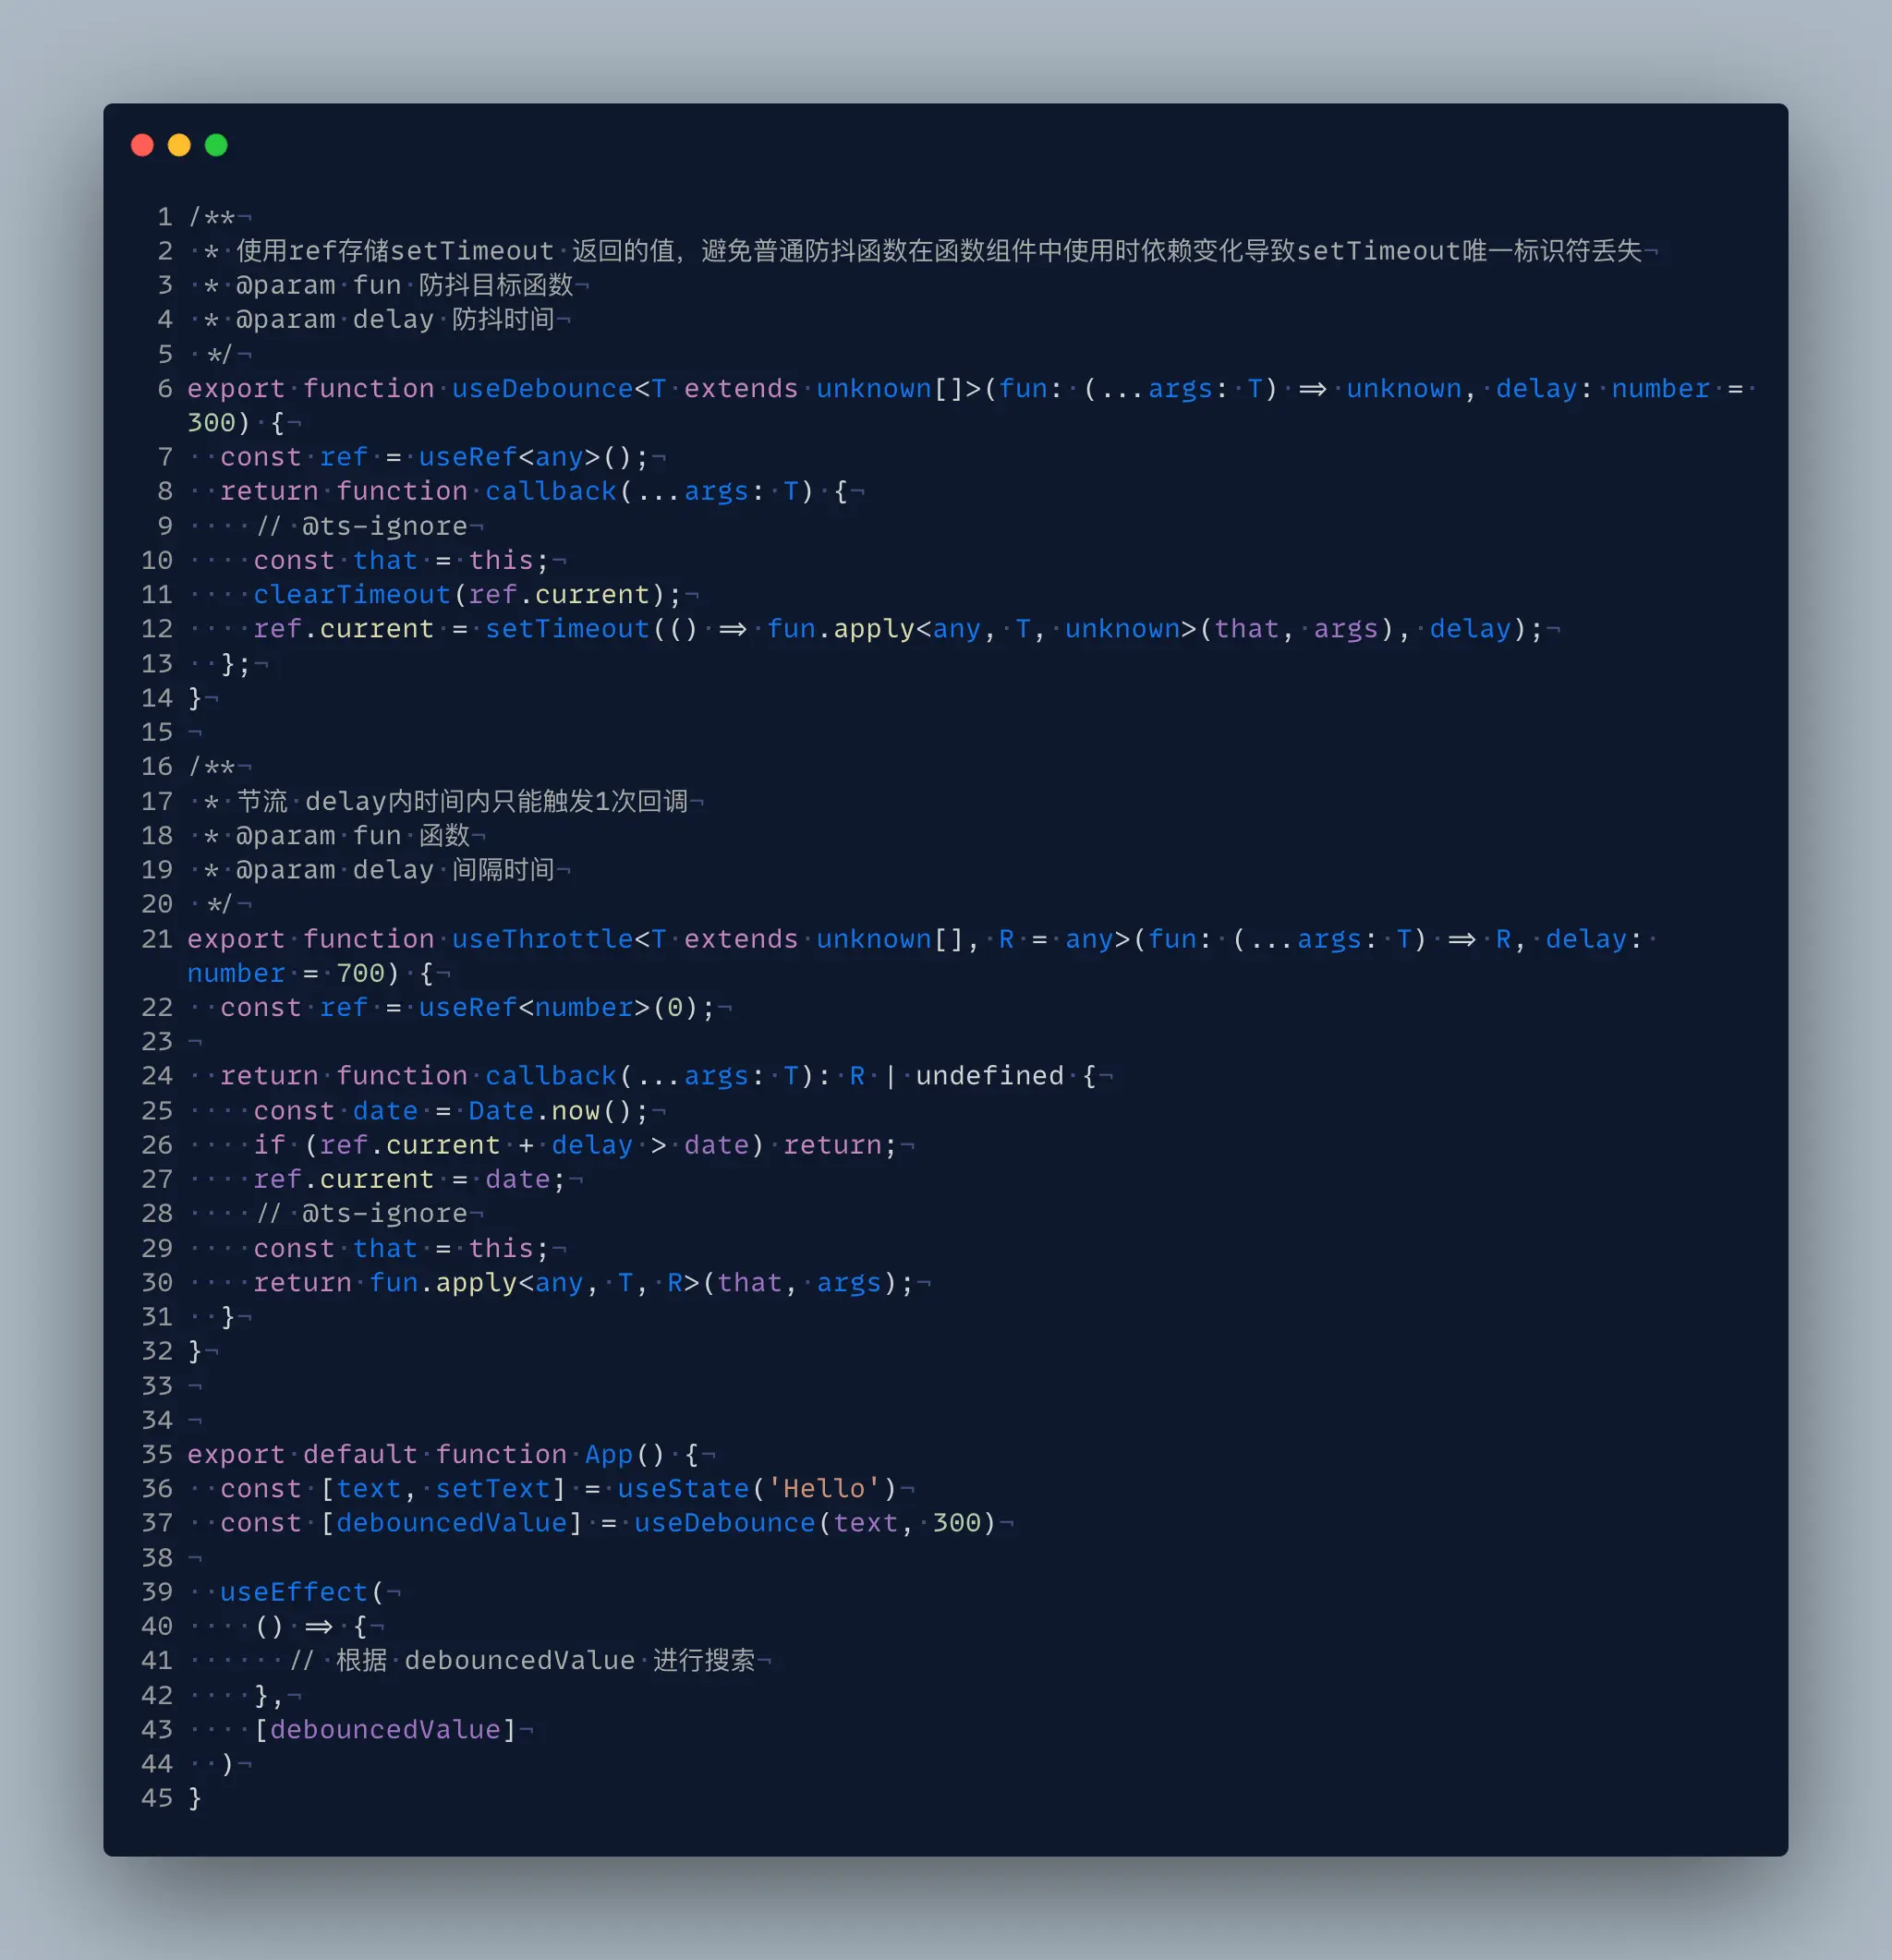 1 /**
2  * 使用ref存储setTimeout 返回的值，避免普通防抖函数在函数组件中使用时依赖变化导致setTimeout唯一标识符丢失
3  * @param fun 防抖目标函数
4  * @param delay 防抖时间
5  */
6 export function useDebounce<T extends unknown[]>(fun: (...args: T) => unknown, delay: number =
300) {
7   const ref = useRef<any>();
8   return function callback(...args: T) {
9     // @ts-ignore
10     const that = this;
11     clearTimeout(ref.current);
12     ref.current = setTimeout(() => fun.apply<any, T, unknown>(that, args), delay);
13   };
14 }
15
16 /**
17  * 节流 delay内时间内只能触发1次回调
18  * @param fun 函数
19  * @param delay 间隔时间
20  */
21 export function useThrottle<T extends unknown[], R = any>(fun: (...args: T) => R, delay:
number = 700) {
22   const ref = useRef<number>(0);
23
24   return function callback(...args: T): R | undefined {
25     const date = Date.now();
26     if (ref.current + delay > date) return;
27     ref.current = date;
28     // @ts-ignore
29     const that = this;
30     return fun.apply<any, T, R>(that, args);
31   }
32 }
33
34
35 export default function App() {
36   const [text, setText] = useState('Hello')
37   const [debouncedValue] = useDebounce(text, 300)
38
39   useEffect(
40     () => {
41       // 根据 debouncedValue 进行搜索
42     },
43     [debouncedValue]
44   )
45 }